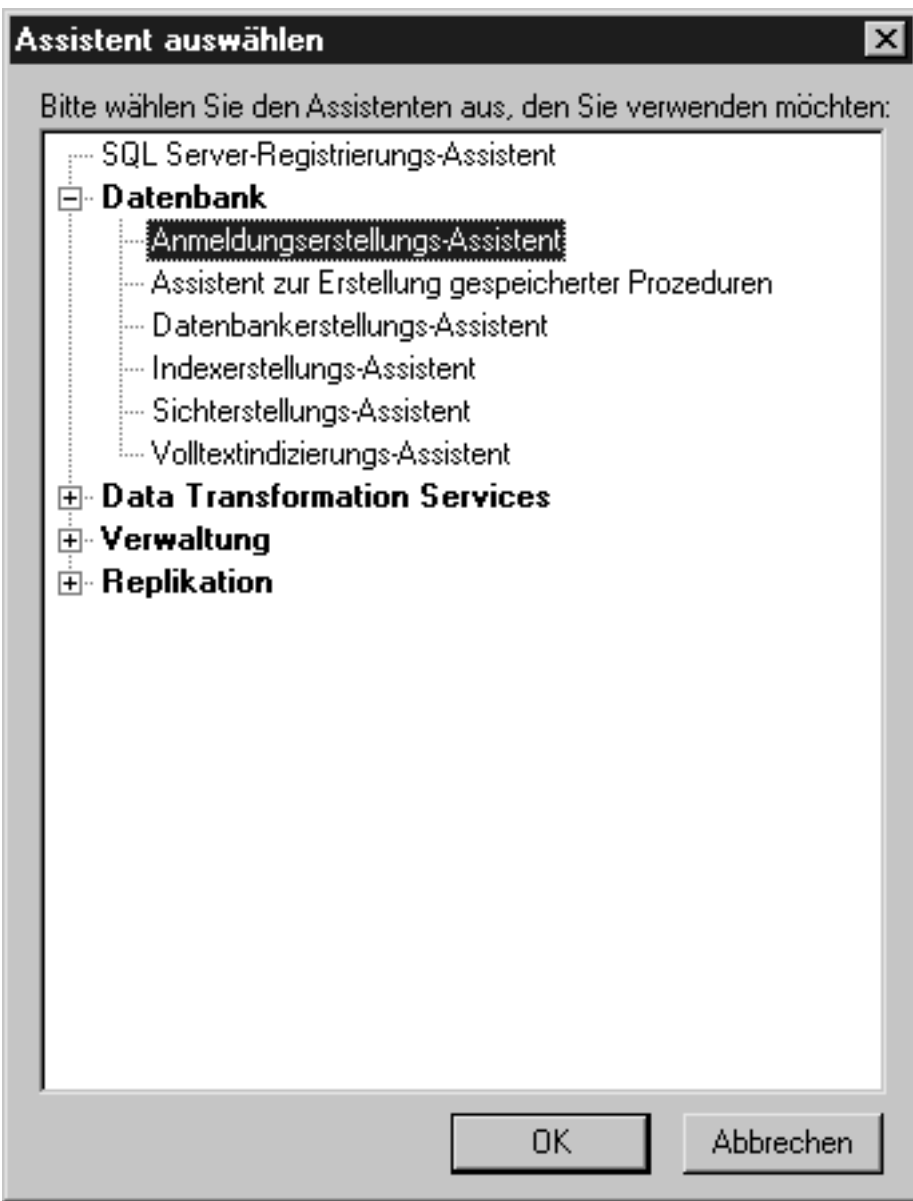 Assistent auswählen
Bitte wählen Sie den Assistenten aus, den Sie verwenden möchten:
SQL Server-Registrierungs-Assistent
Datenbank
Anmeldungserstellungs-Assistent
Assistent zur Erstellung gespeicherter Prozeduren
Datenbankerstellungs-Assistent
Indexerstellungs-Assistent
Sichterstellungs-Assistent
Volltextindizierungs-Assistent
Data Transformation Services
Verwaltung
Replikation
OK Abbrechen